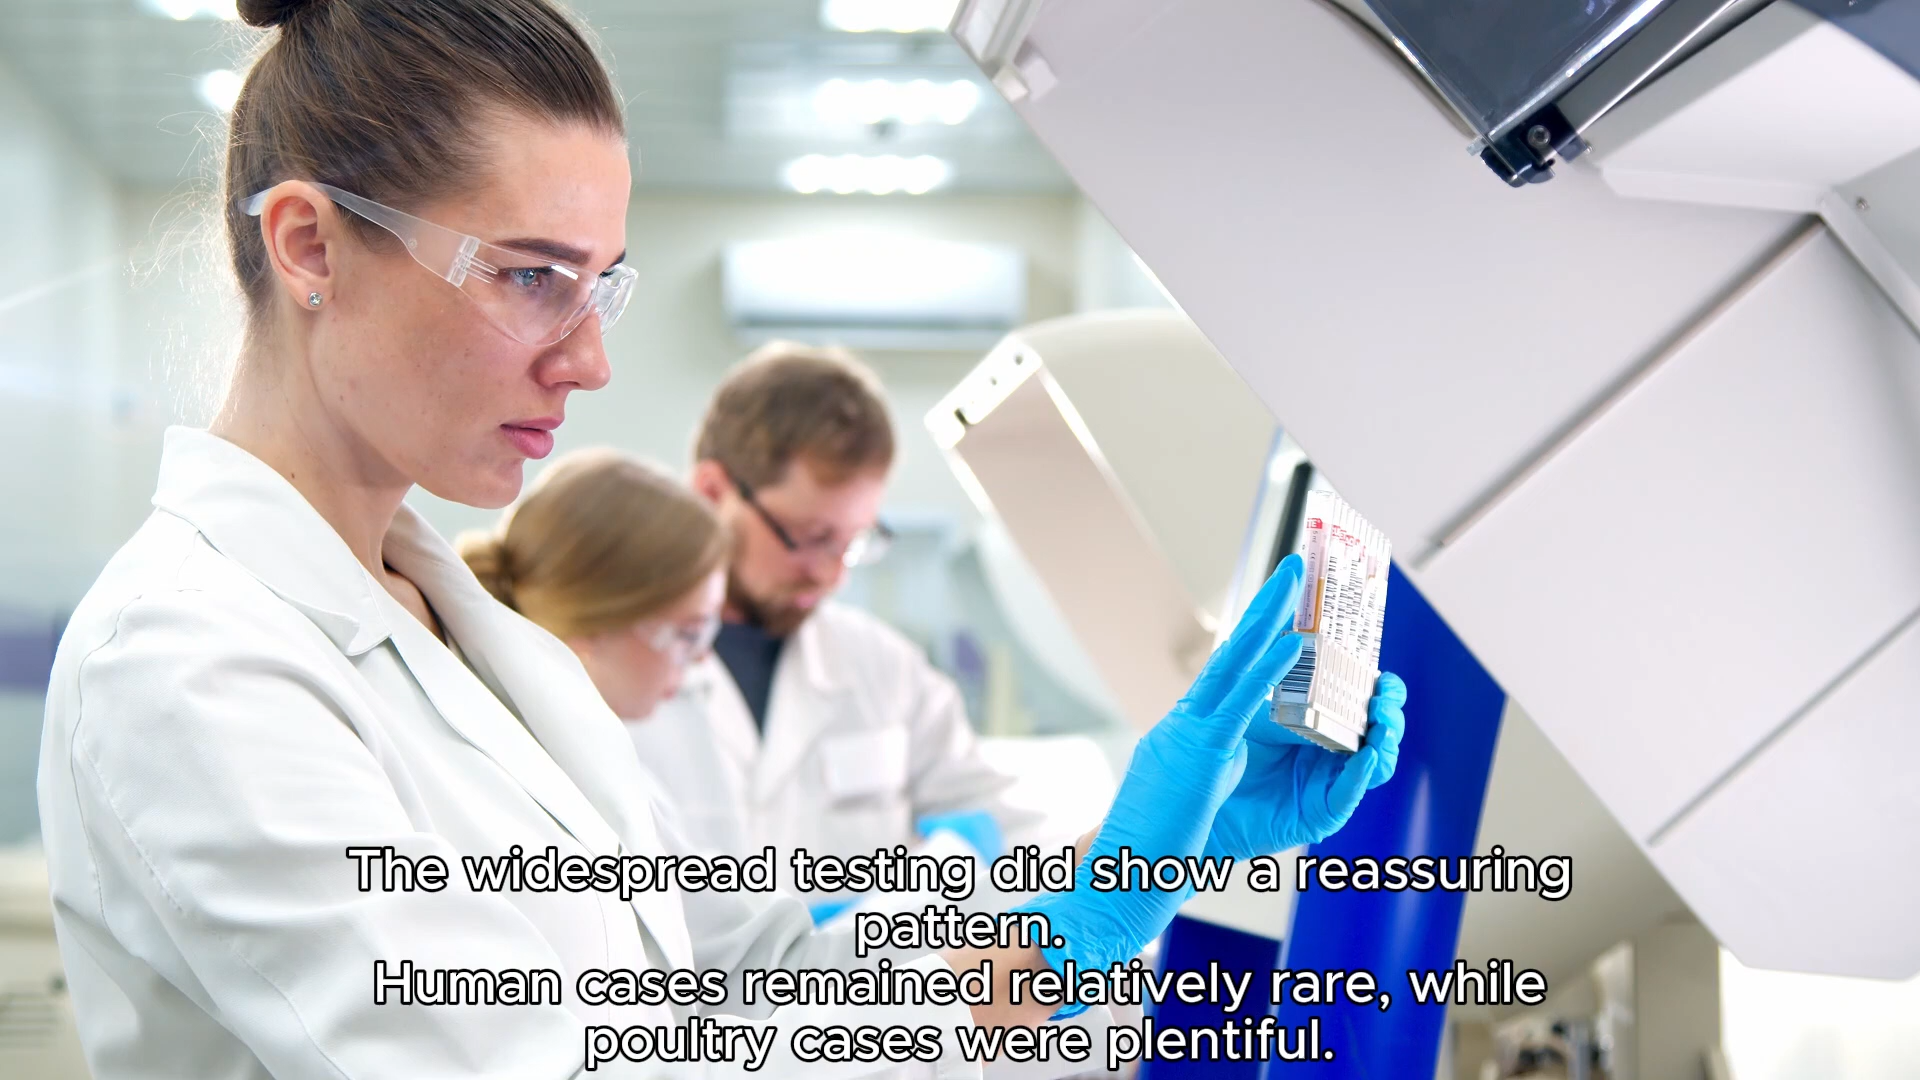 The widespread testing did show a reassuring
pattern.
Human cases remained relatively rare, while
poultry cases were plentiful.